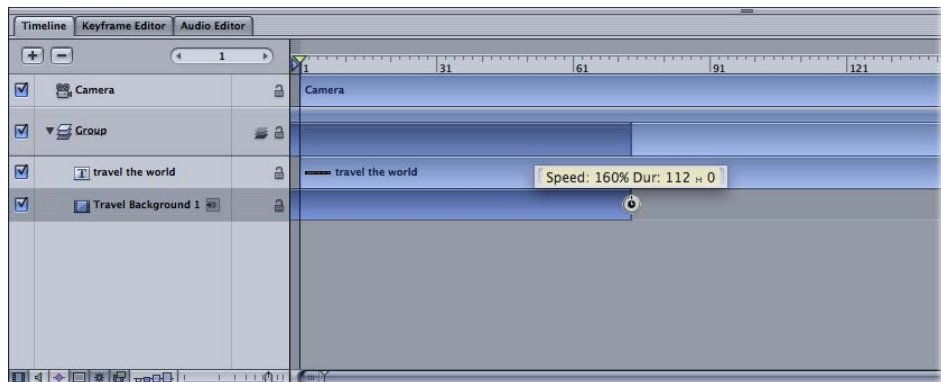 Timeline Keyframe Editor Audio Editor
1
1 31 61 91 121
Camera Camera
Group
T travel the world travel the world
Speed: 160% Dur: 112 H 0
Travel Background 1